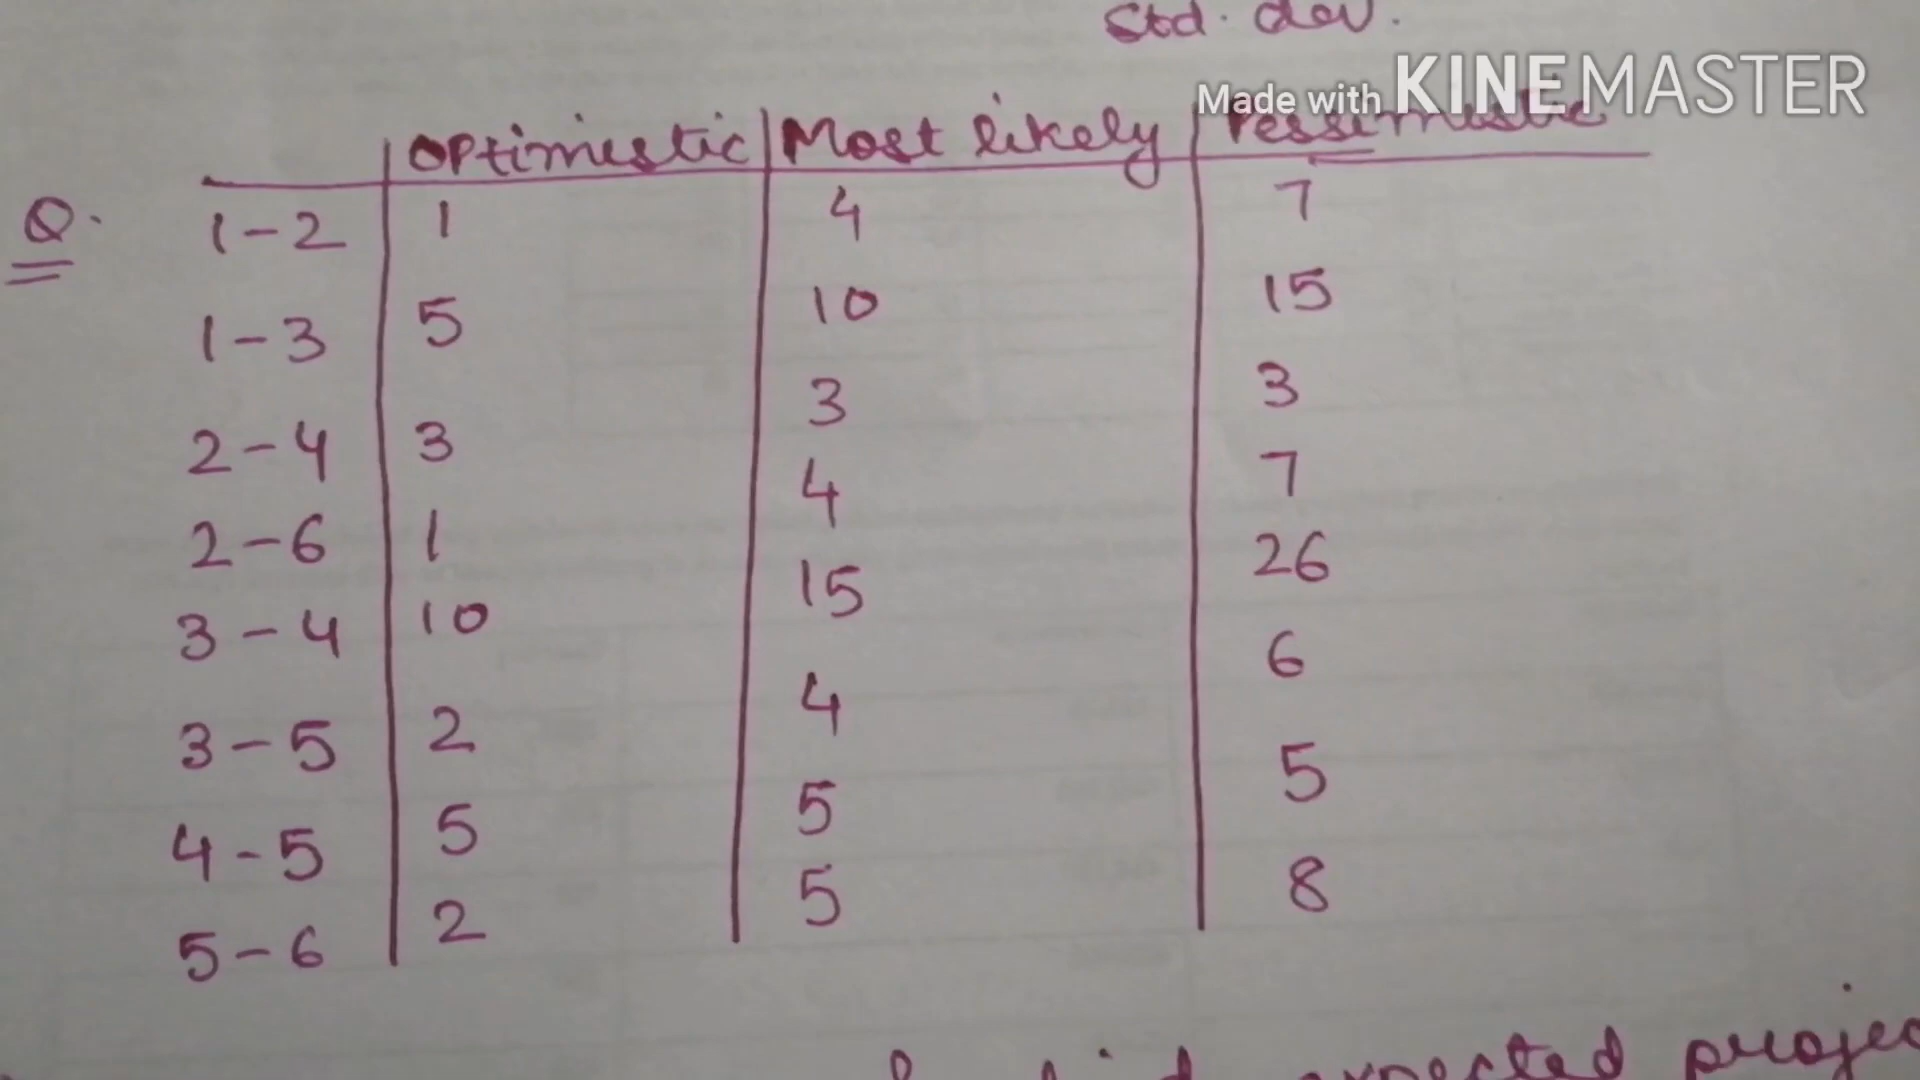 Std. dev.
Made with KINEMASTER
Optimistic Most likely Pessimistic
Q. 1-2 1 4 7
1-3 5 10 15
2-4 3 3 3
2-6 1 4 7
3-4 10 15 26
3-5 2 4 6
4-5 5 5 5
5-6 2 5 8
expected